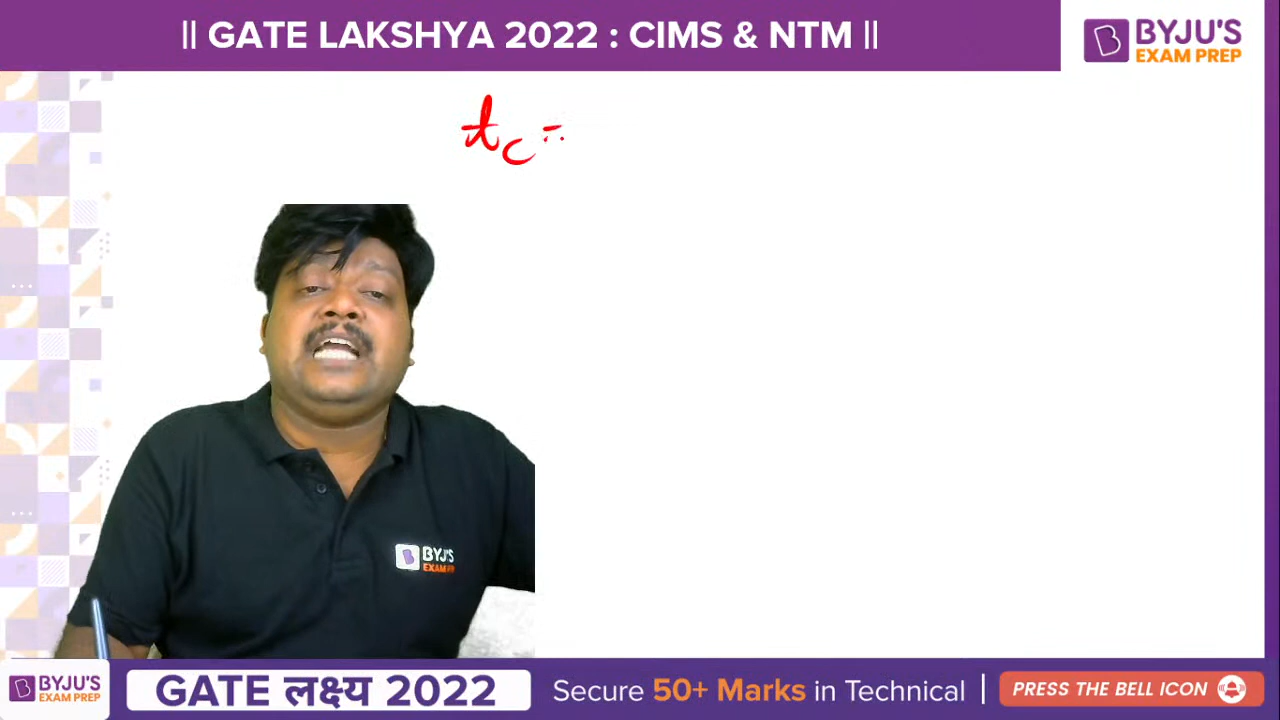 || GATE LAKSHYA 2022 : CIMS & NTM ||
BYJU'S
EXAM PREP
t_c =
BYJU'S
EXAM PREP
BYJU'S
EXAM PREP
GATE लक्ष्य 2022
Secure 50+ Marks in Technical |
PRESS THE BELL ICON